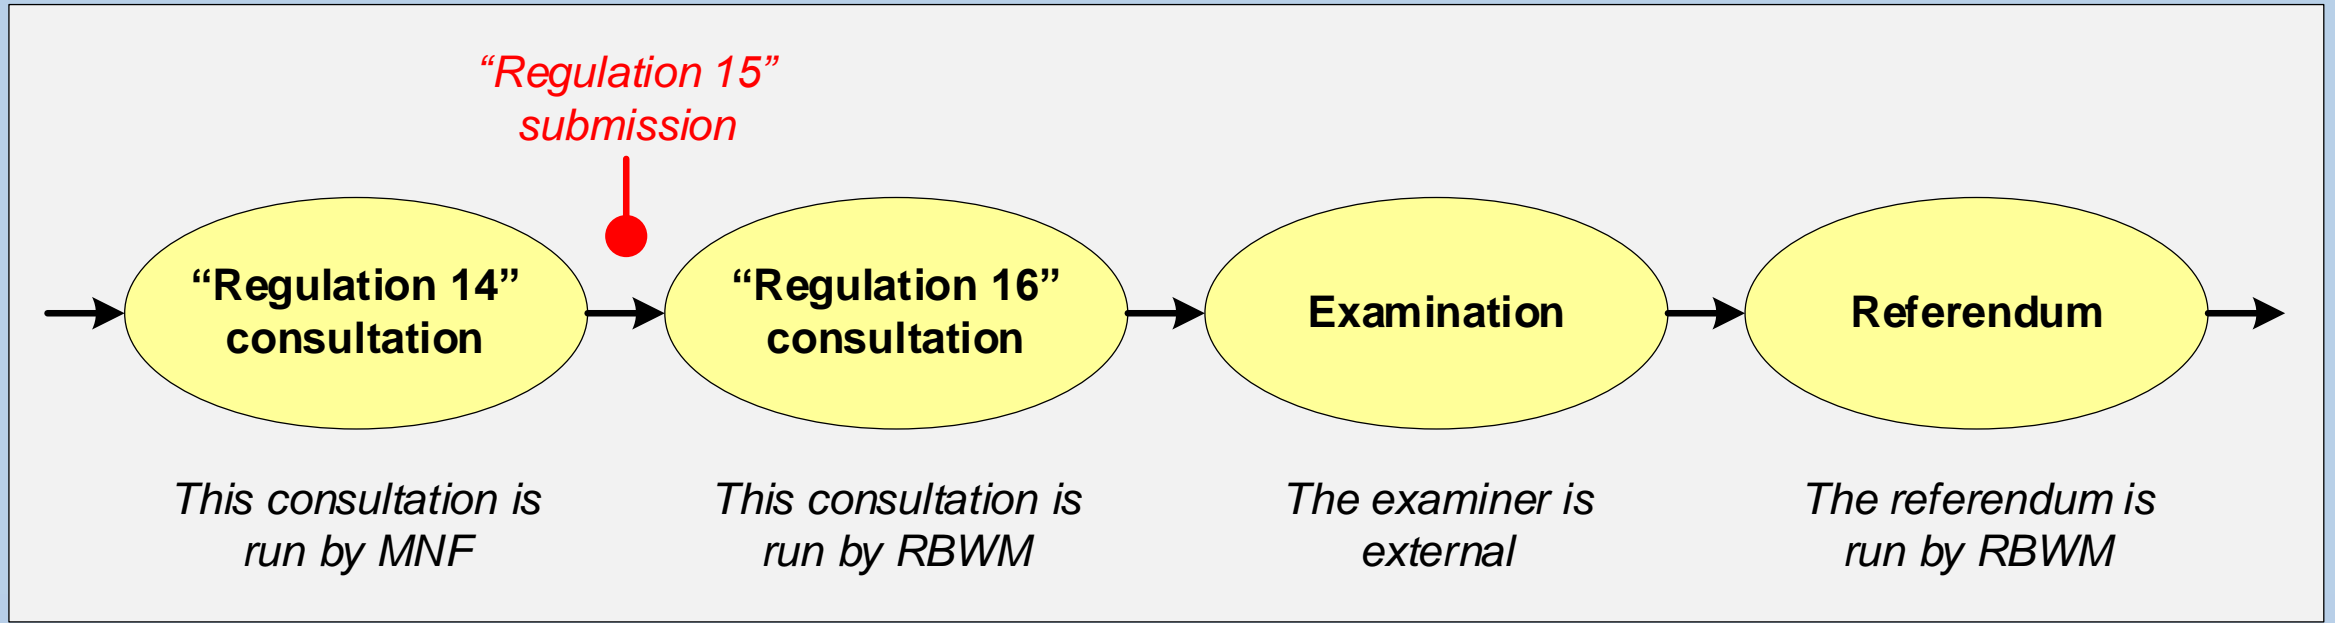 “Regulation 15”
submission
“Regulation 14”
consultation
“Regulation 16”
consultation
Examination
Referendum
This consultation is
run by MNF
This consultation is
run by RBWM
The examiner is
external
The referendum is
run by RBWM